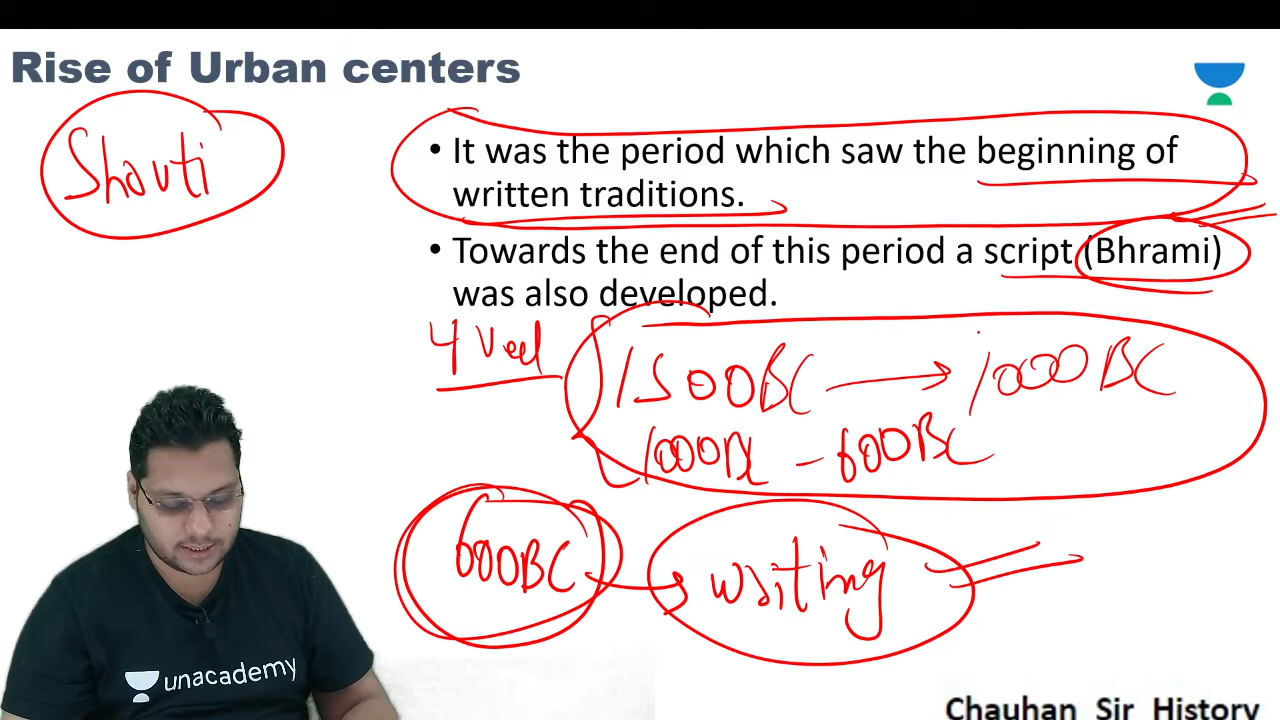 Rise of Urban centers
Shruti
• It was the period which saw the beginning of
written traditions.
• Towards the end of this period a script (Bhrami)
was also developed.
4 Ved
1500BC → 1000BC
1000BC - 600BC
600BC → writing
unacademy
Chauhan Sir History